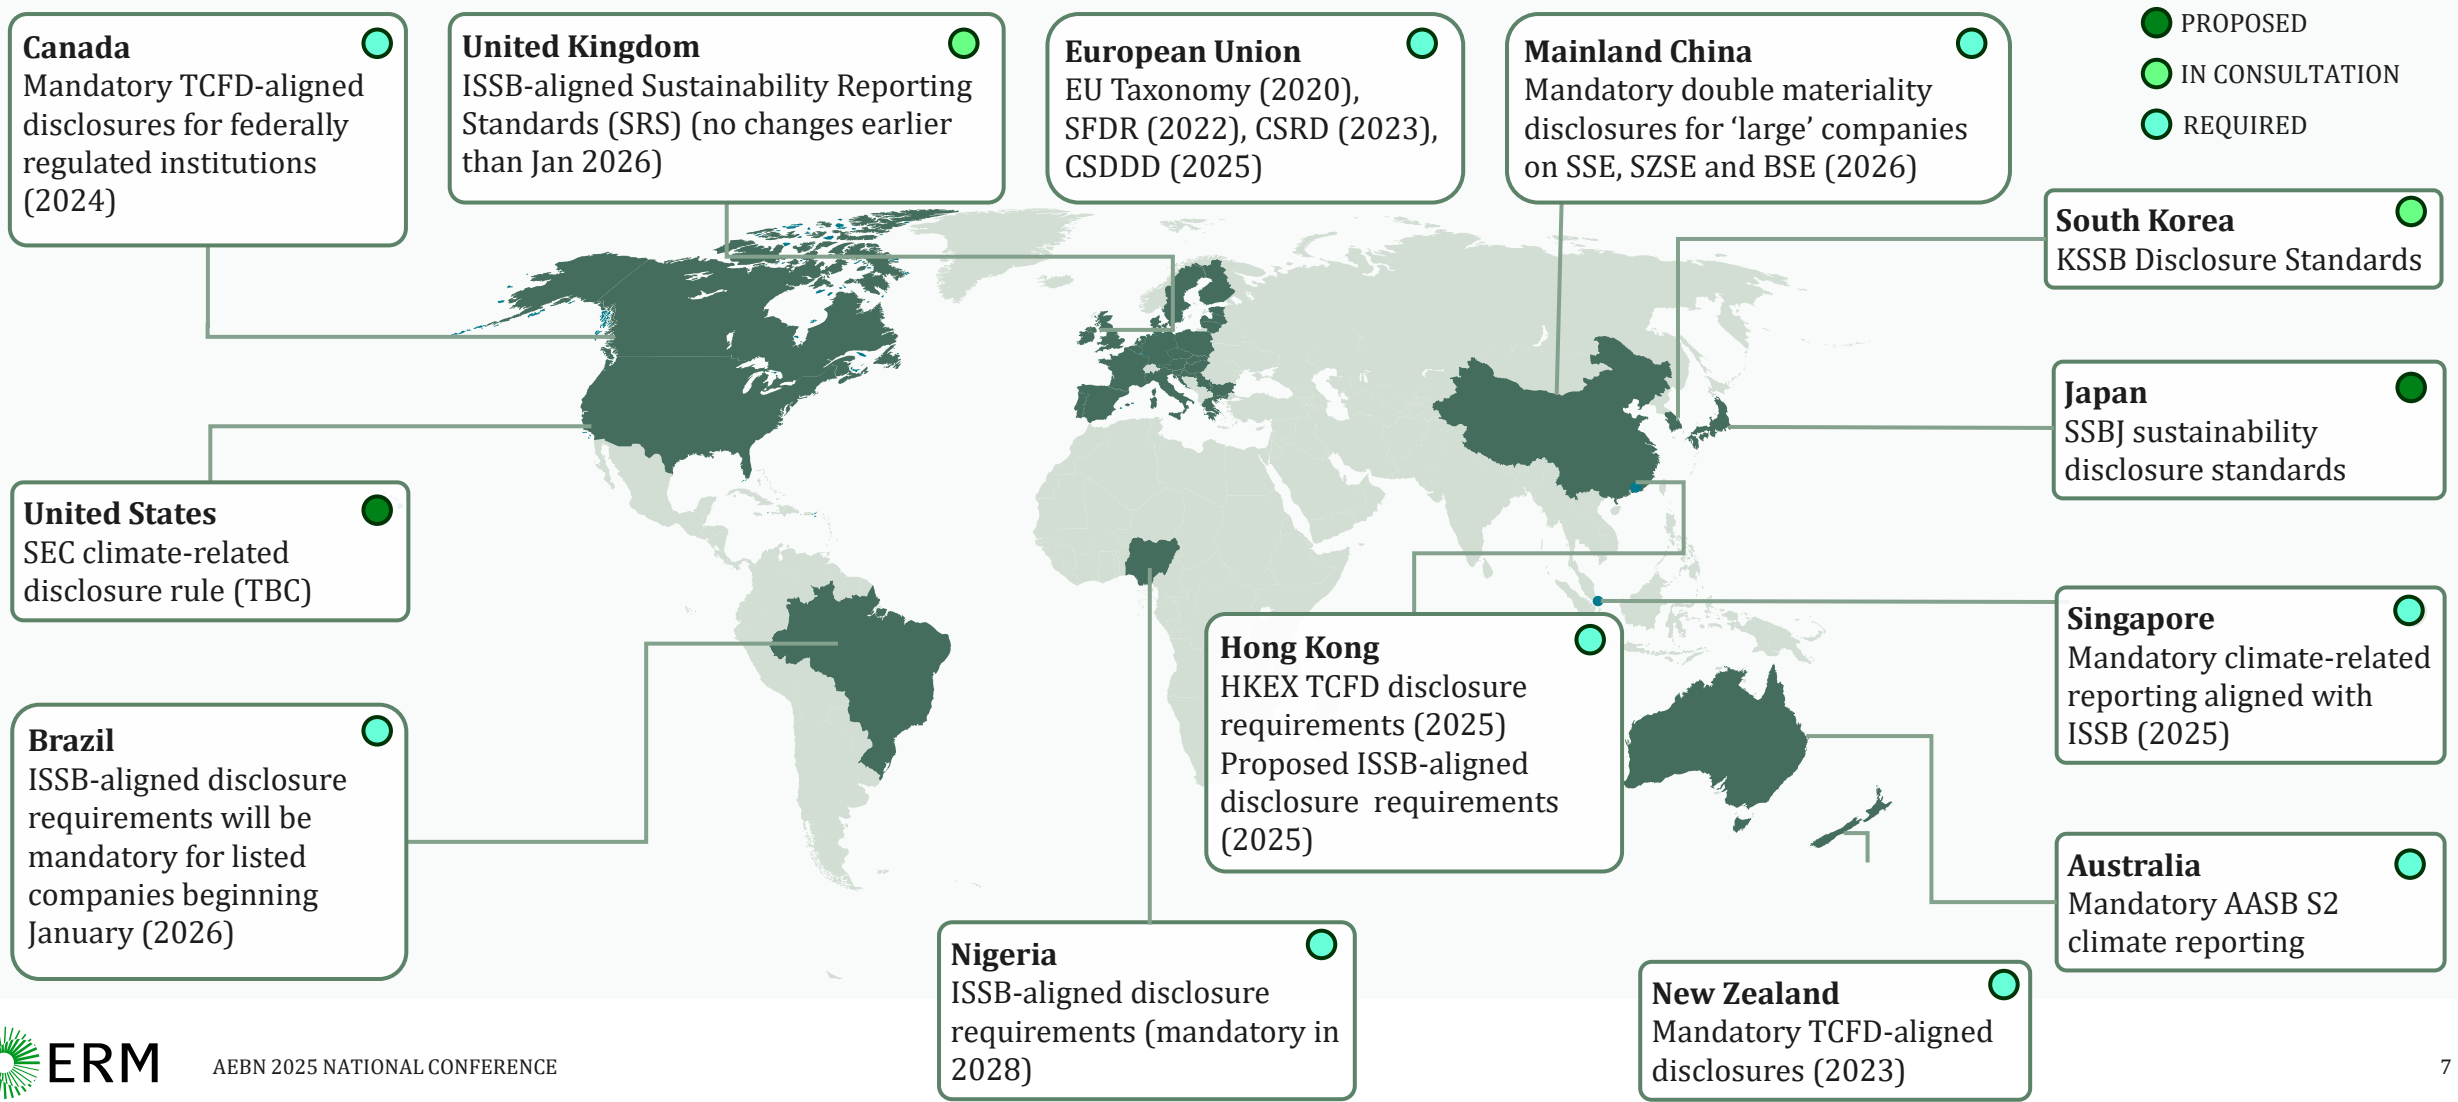 PROPOSED
IN CONSULTATION
REQUIRED
Canada
Mandatory TCFD-aligned
disclosures for federally
regulated institutions
(2024)
United Kingdom
ISSB-aligned Sustainability Reporting
Standards (SRS) (no changes earlier
than Jan 2026)
European Union
EU Taxonomy (2020),
SFDR (2022), CSRD (2023),
CSDDD (2025)
Mainland China
Mandatory double materiality
disclosures for ‘large’ companies
on SSE, SZSE and BSE (2026)
South Korea
KSSB Disclosure Standards
Japan
SSBJ sustainability
disclosure standards
United States
SEC climate-related
disclosure rule (TBC)
Singapore
Mandatory climate-related
reporting aligned with
ISSB (2025)
Hong Kong
HKEX TCFD disclosure
requirements (2025)
Proposed ISSB-aligned
disclosure  requirements
(2025)
Brazil
ISSB-aligned disclosure
requirements will be
mandatory for listed
companies beginning
January (2026)
Australia
Mandatory AASB S2
climate reporting
Nigeria
ISSB-aligned disclosure
requirements (mandatory in
2028)
New Zealand
Mandatory TCFD-aligned
disclosures (2023)
ERM
AEBN 2025 NATIONAL CONFERENCE
7